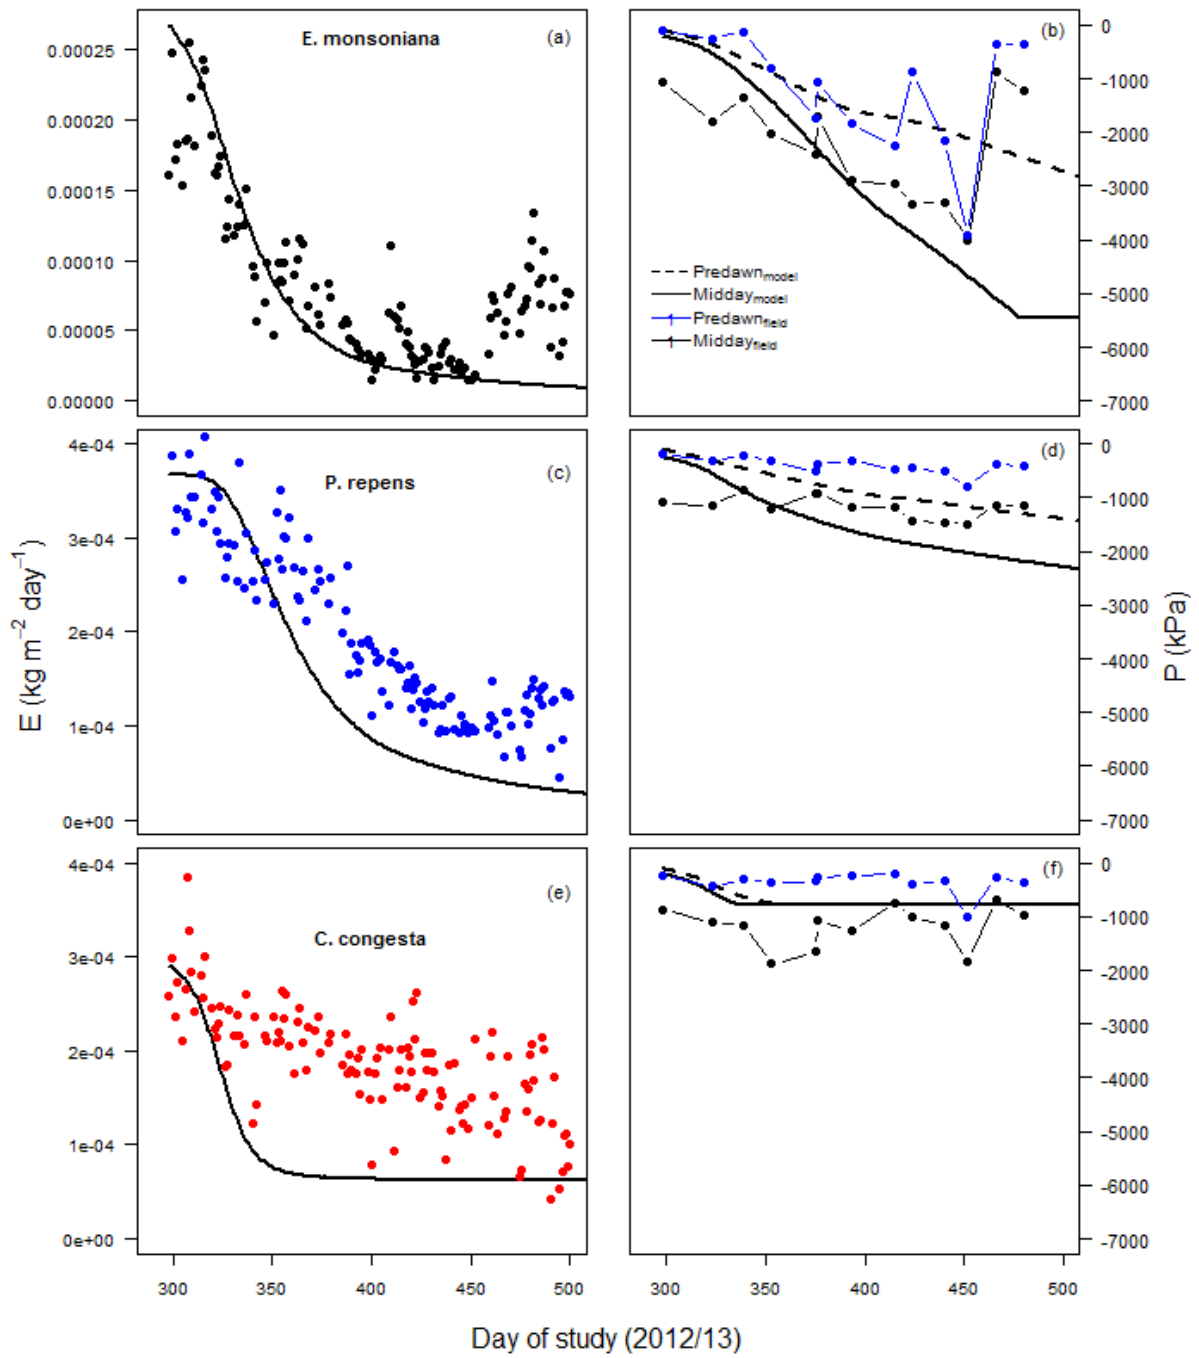 E. monsoniana
(a)
0.00025
0.00020
0.00015
0.00010
0.00005
0.00000
(b)
0
-1000
-2000
-3000
-4000
-5000
-6000
-7000
Predawn_model
Midday_model
Predawn_field
Midday_field
P. repens
(c)
4e-04
3e-04
2e-04
1e-04
0e+00
(d)
0
-1000
-2000
-3000
-4000
-5000
-6000
-7000
E (kg m⁻² day⁻¹)
P (kPa)
C. congesta
(e)
4e-04
3e-04
2e-04
1e-04
0e+00
(f)
0
-1000
-2000
-3000
-4000
-5000
-6000
-7000
300 350 400 450 500
300 350 400 450 500
Day of study (2012/13)